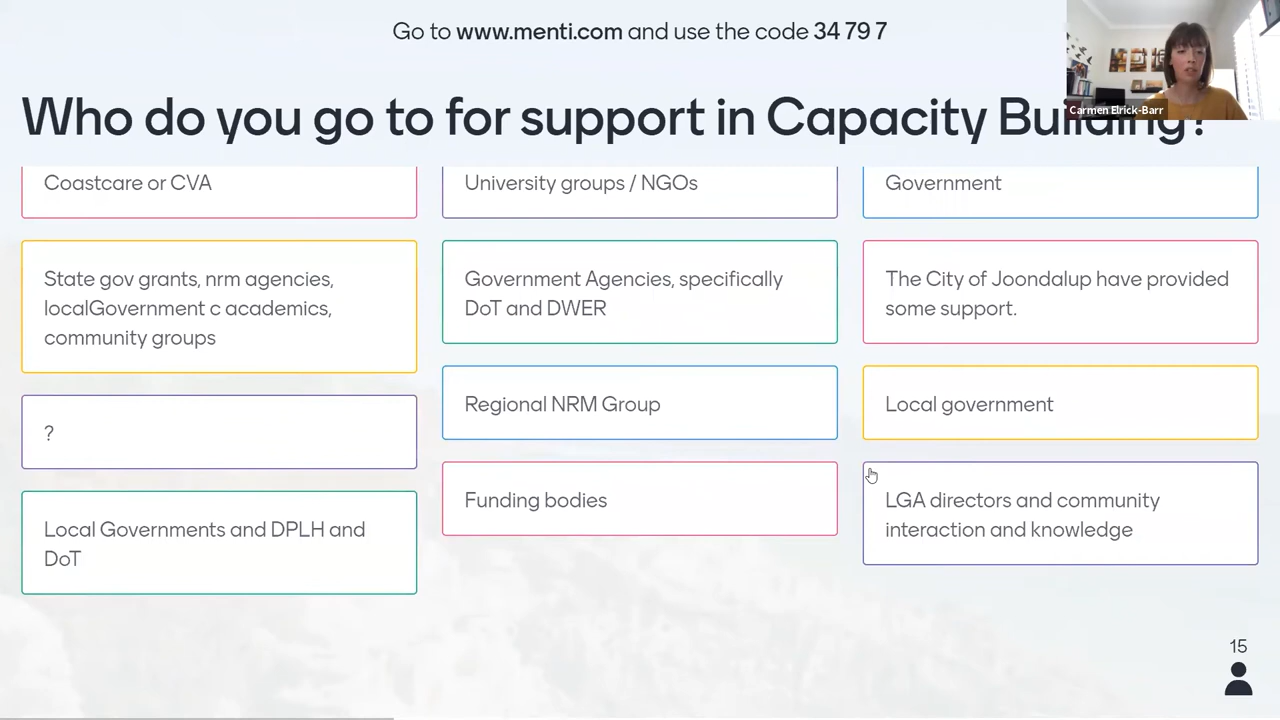 Go to www.menti.com and use the code 34 79 7
Carmen Elrick-Barr
Who do you go to for support in Capacity Building?
Coastcare or CVA
University groups / NGOs
Government
State gov grants, nrm agencies,
localGovernment c academics,
community groups
Government Agencies, specifically
DoT and DWER
The City of Joondalup have provided
some support.
?
Regional NRM Group
Local government
Local Governments and DPLH and
DoT
Funding bodies
LGA directors and community
interaction and knowledge
15